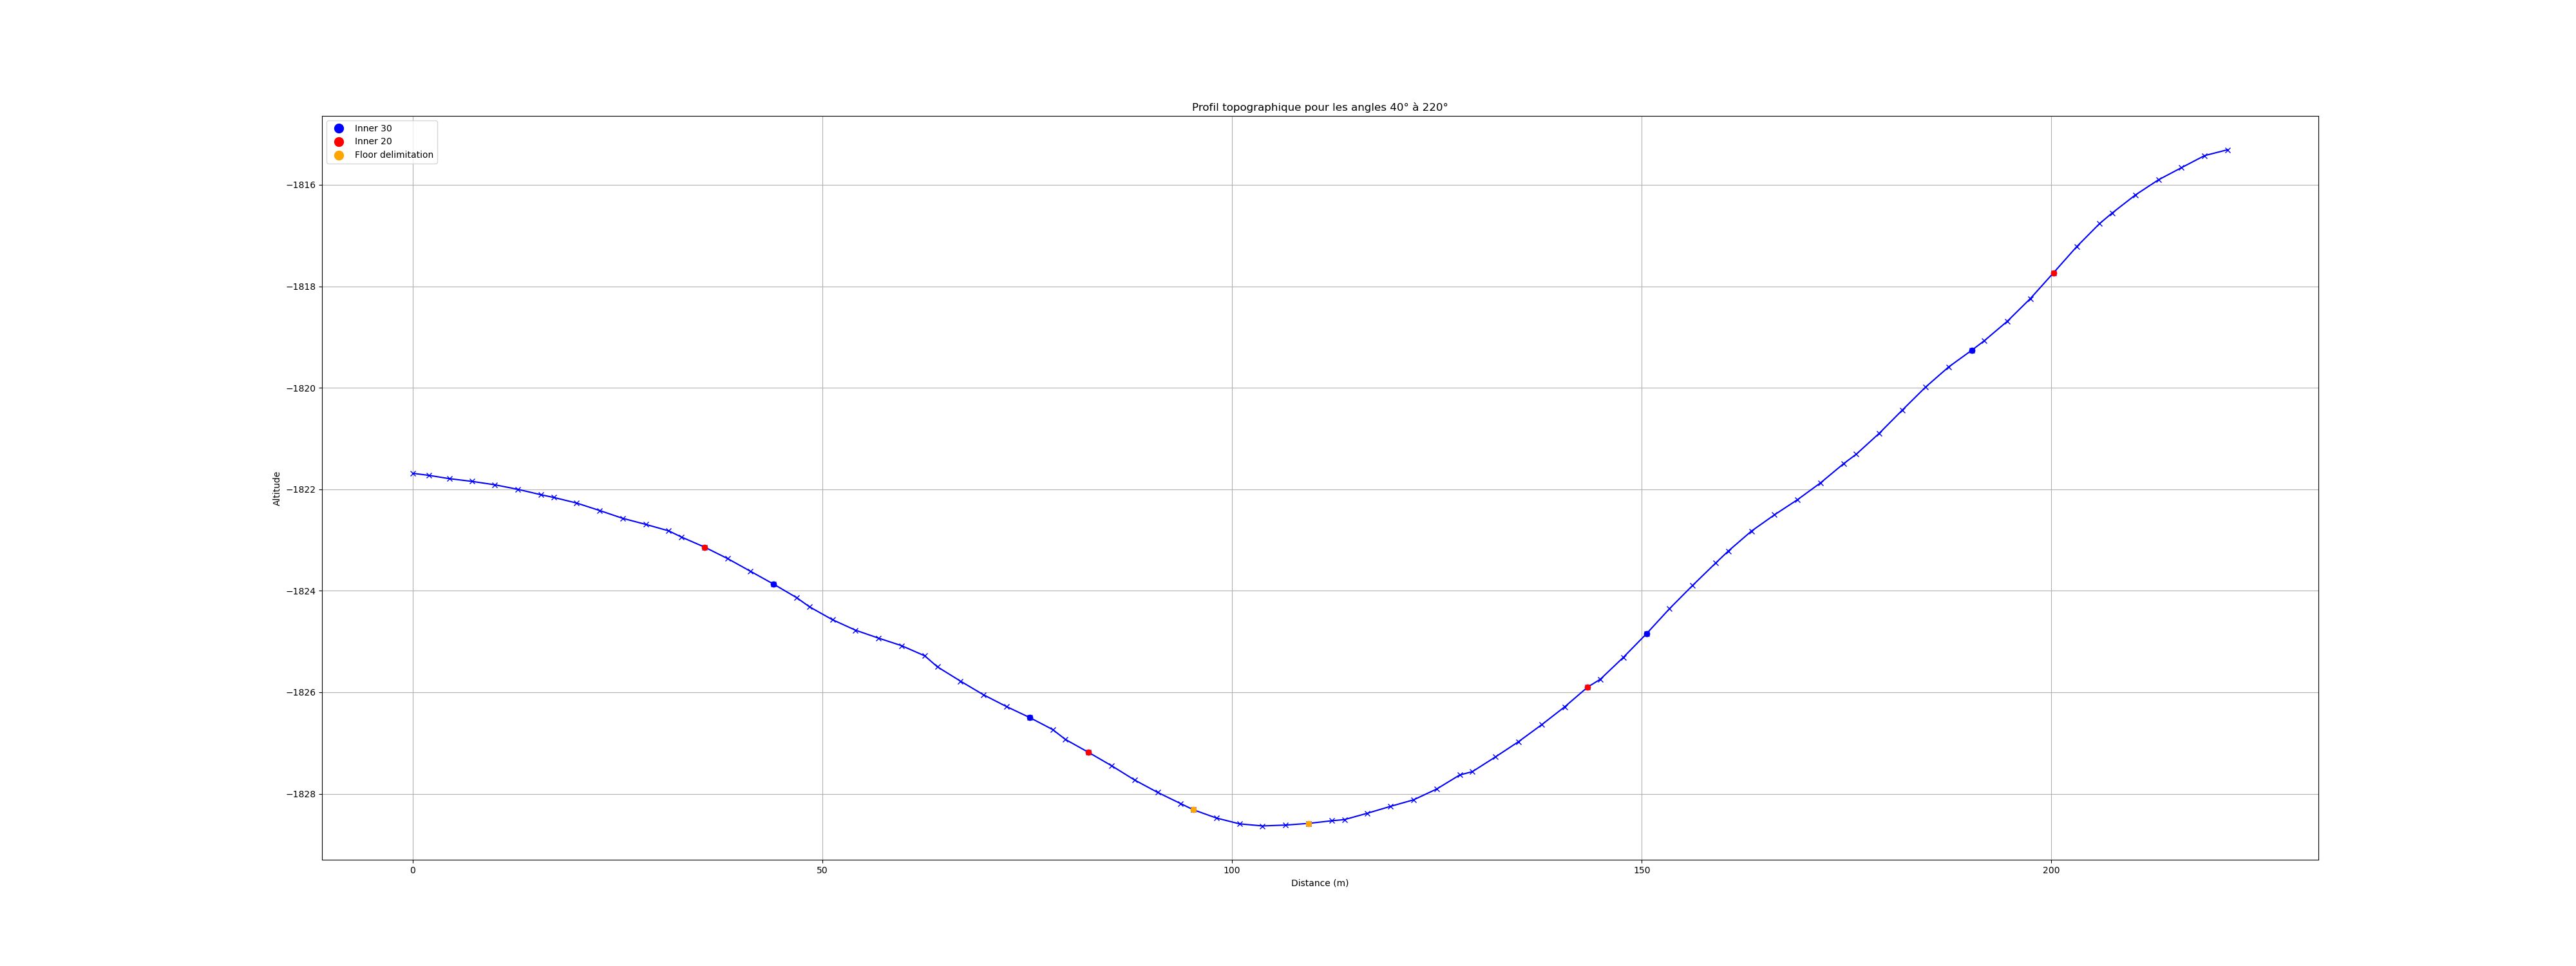 Profil topographique pour les angles 40° à 220°
Inner 30
Inner 20
Floor delimitation
−1816
−1818
−1820
−1822
−1824
−1826
−1828
Altitude
0 50 100 150 200
Distance (m)